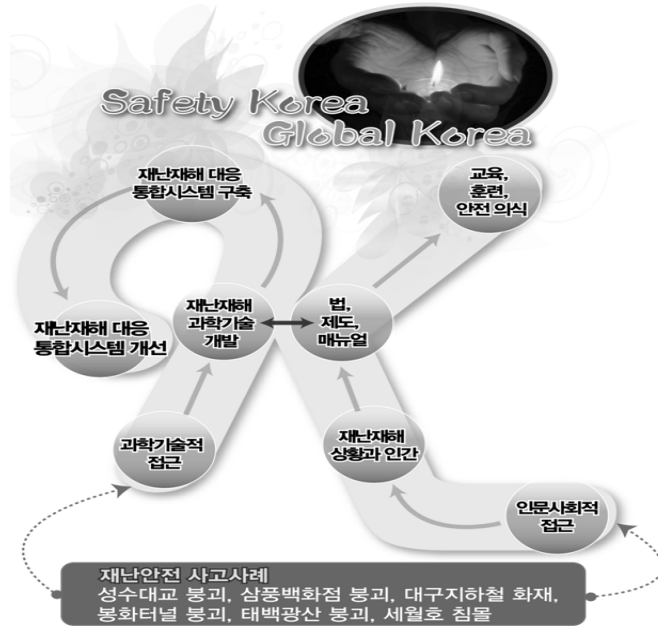 Safety Korea
Global Korea
재난재해 대응
통합시스템 구축
교육,
훈련,
안전 의식
재난재해 대응
통합시스템 개선
재난재해
과학기술
개발
법,
제도,
매뉴얼
과학기술적
접근
재난재해
상황과 인간
인문사회적
접근
재난안전 사고사례
성수대교 붕괴, 삼풍백화점 붕괴, 대구지하철 화재,
봉화터널 붕괴, 태백광산 붕괴, 세월호 침몰